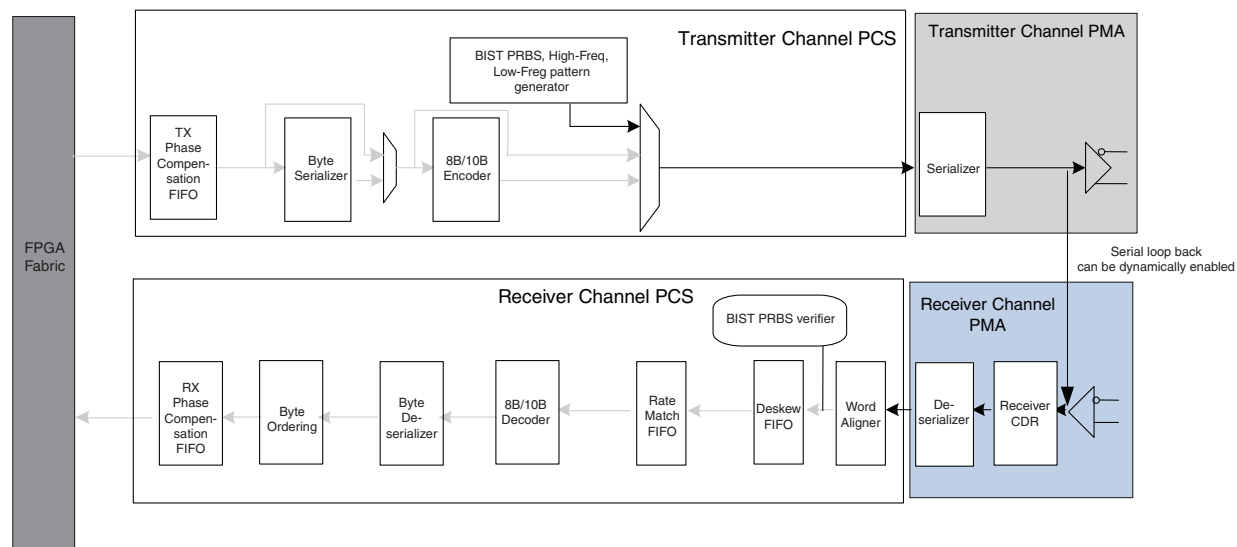 Transmitter Channel PCS
Transmitter Channel PMA
BIST PRBS, High-Freq,
Low-Freg pattern
generator
TX
Phase
Compen-
sation
FIFO
Byte
Serializer
8B/10B
Encoder
Serializer
FPGA
Fabric
Serial loop back
can be dynamically enabled
Receiver Channel PCS
Receiver Channel
PMA
BIST PRBS verifier
RX
Phase
Compen-
sation
FIFO
Byte
Ordering
Byte
De-
serializer
8B/10B
Decoder
Rate
Match
FIFO
Deskew
FIFO
Word
Aligner
De-
serializer
Receiver
CDR